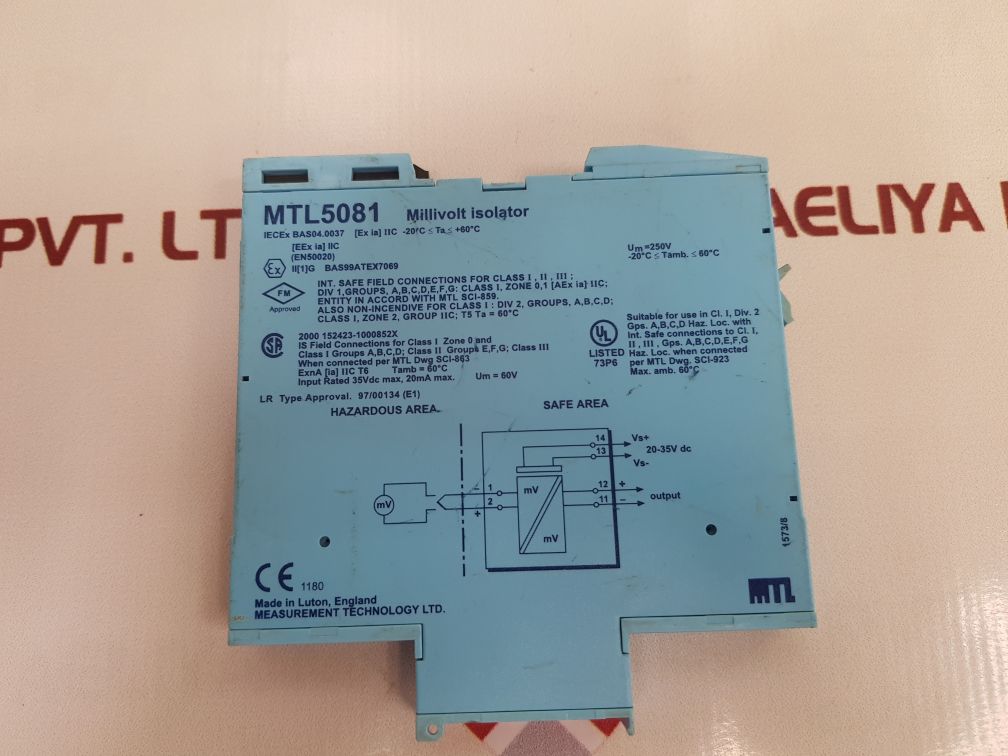 PVT. LT
AELIYA
MTL5081 Millivolt isolator
IECEx BAS04.0037 [Ex ia] IIC -20°C ≤ Ta ≤ +60°C
[EEx ia] IIC
(EN50020)
Ex II[1]G BAS99ATEX7069
Um =250V
-20°C ≤ Tamb. ≤ 60°C
FM
Approved
INT. SAFE FIELD CONNECTIONS FOR CLASS I , II , III ;
DIV 1,GROUPS, A,B,C,D,E,F,G: CLASS I, ZONE 0,1 [AEx ia] IIC;
ENTITY IN ACCORD WITH MTL SCI-859.
ALSO NON-INCENDIVE FOR CLASS I : DIV 2, GROUPS, A,B,C,D;
CLASS I, ZONE 2, GROUP IIC; T5 Ta = 60°C
2000 152423-1000852X
IS Field Connections for Class I Zone 0 and
Class I Groups A,B,C,D; Class II Groups E,F,G; Class III
When connected per MTL Dwg SCI-863
ExnA [ia] IIC T6 Tamb = 60°C
Input Rated 35Vdc max, 20mA max. Um = 60V
UL
LISTED
73P6
Suitable for use in Cl. I, Div. 2
Gps. A,B,C,D Haz. Loc. with
Int. Safe connections to Cl. I,
II , III , Gps. A,B,C,D,E,F,G
Haz. Loc. when connected
per MTL Dwg. SCI-923
Max. amb. 60°C
LR Type Approval. 97/00134 (E1)
HAZARDOUS AREA
SAFE AREA
14 Vs+
13 20-35V dc
Vs-
mV
1 −
2 +
mV
mV
12 +
11 −
output
1573/8
CE 1180
Made in Luton, England
MEASUREMENT TECHNOLOGY LTD.
MTL